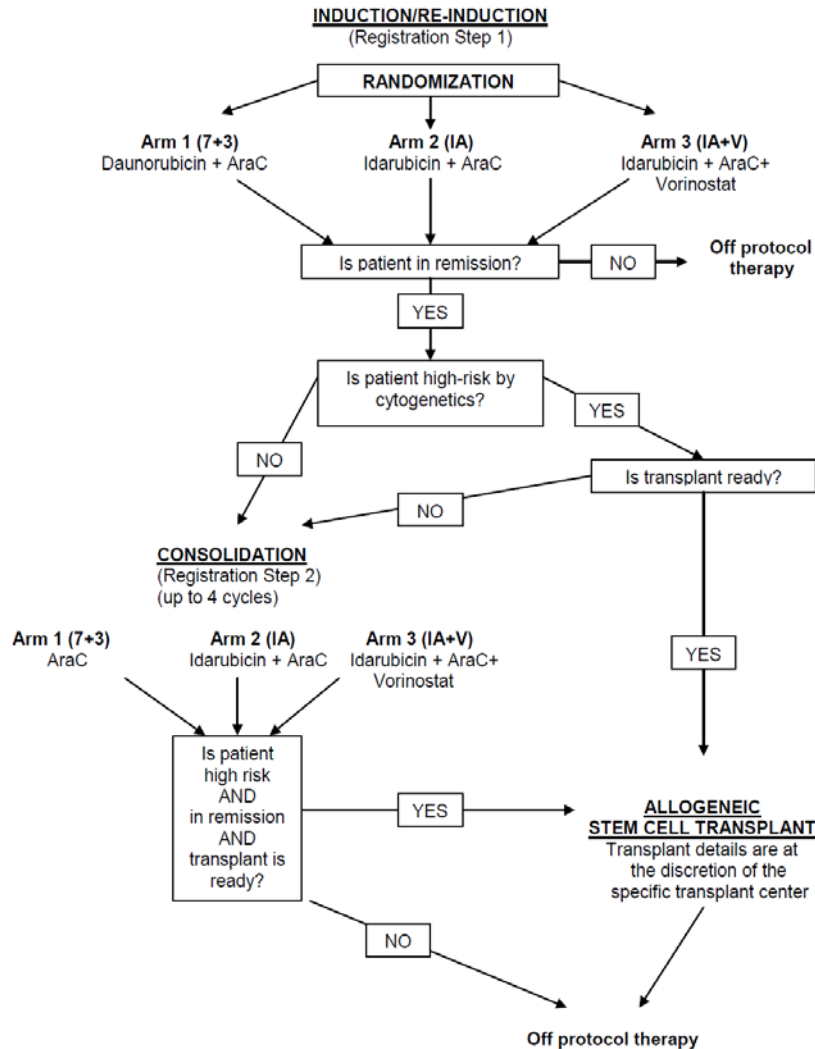 INDUCTION/RE-INDUCTION
(Registration Step 1)
RANDOMIZATION
Arm 1 (7+3)
Daunorubicin + AraC
Arm 2 (IA)
Idarubicin + AraC
Arm 3 (IA+V)
Idarubicin + AraC+
Vorinostat
Is patient in remission?
NO
Off protocol
therapy
YES
Is patient high-risk by
cytogenetics?
YES
NO
Is transplant ready?
NO
CONSOLIDATION
(Registration Step 2)
(up to 4 cycles)
Arm 1 (7+3)
AraC
Arm 2 (IA)
Idarubicin + AraC
Arm 3 (IA+V)
Idarubicin + AraC+
Vorinostat
YES
Is patient
high risk
AND
in remission
AND
transplant is
ready?
YES
ALLOGENEIC
STEM CELL TRANSPLANT
Transplant details are at
the discretion of the
specific transplant center
NO
Off protocol therapy